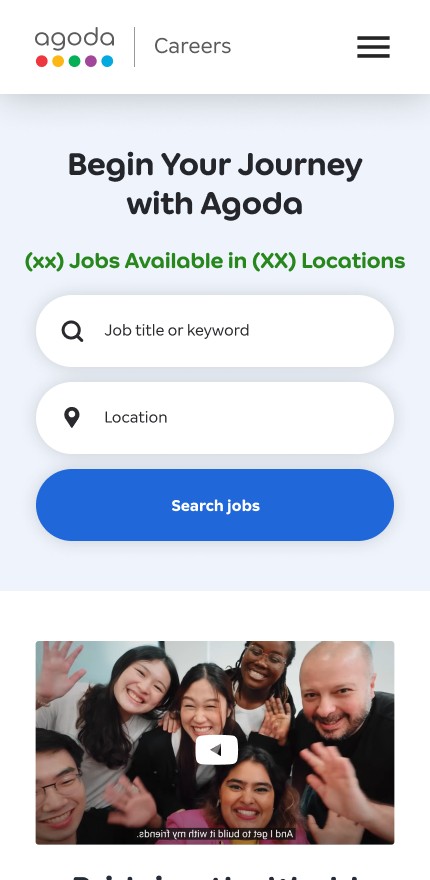 agoda
Careers
Begin Your Journey
with Agoda
(xx) Jobs Available in (XX) Locations
Job title or keyword
Location
Search jobs
And I get to build it with my friends.